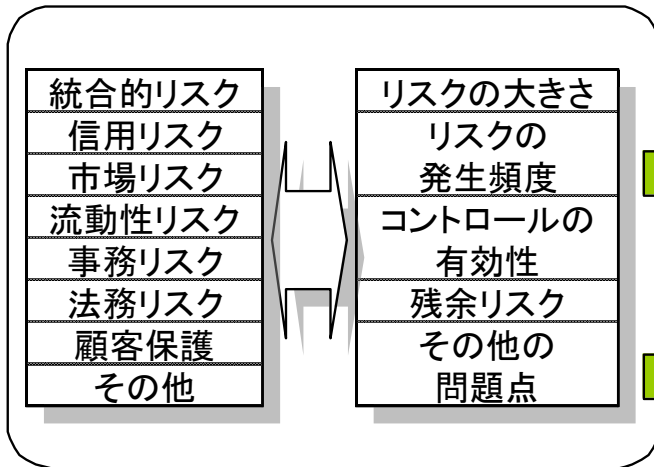 統合的リスク
信用リスク
市場リスク
流動性リスク
事務リスク
法務リスク
顧客保護
その他
リスクの大きさ
リスクの
発生頻度
コントロールの
有効性
残余リスク
その他の
問題点